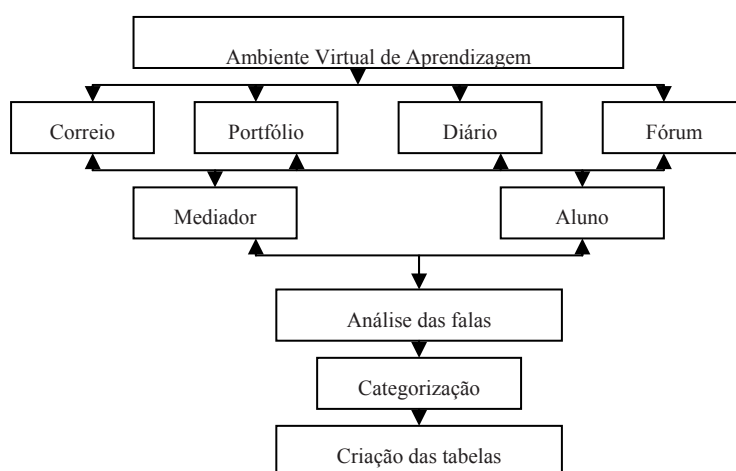 Ambiente Virtual de Aprendizagem
Correio
Portfólio
Diário
Fórum
Mediador
Aluno
Análise das falas
Categorização
Criação das tabelas